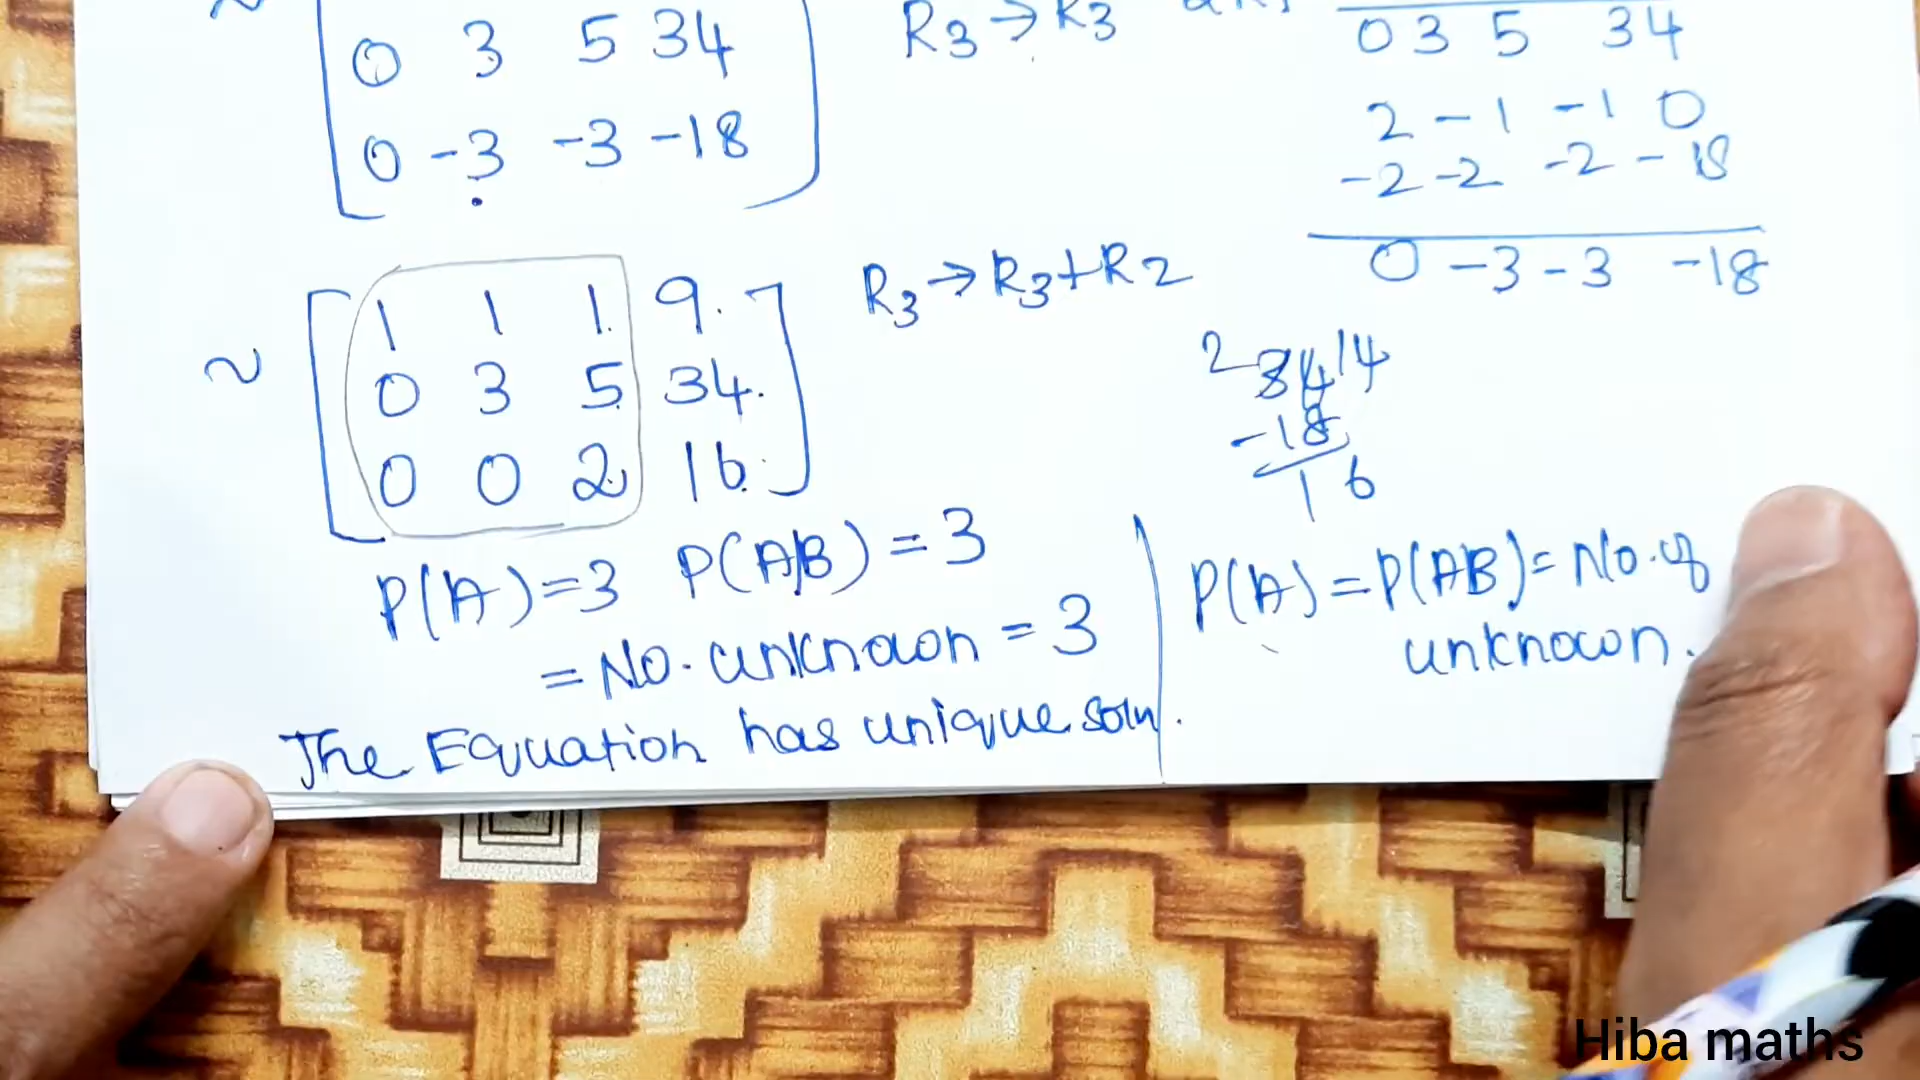 0 3 5 34
0 -3 -3 -18
R3 → R3
0 3 5 34
2 -1 -1 0
-2 -2 -2 -18
0 -3 -3 -18
~
1 1 1 9
0 3 5 34
0 0 2 16
R3 → R3+R2
2 34 14
-18
16
P(A) = 3 P(A/B) = 3
= No. unknown = 3
The Equation has unique soln.
P(A) = P(AB) = No. of
unknown.
Hiba maths